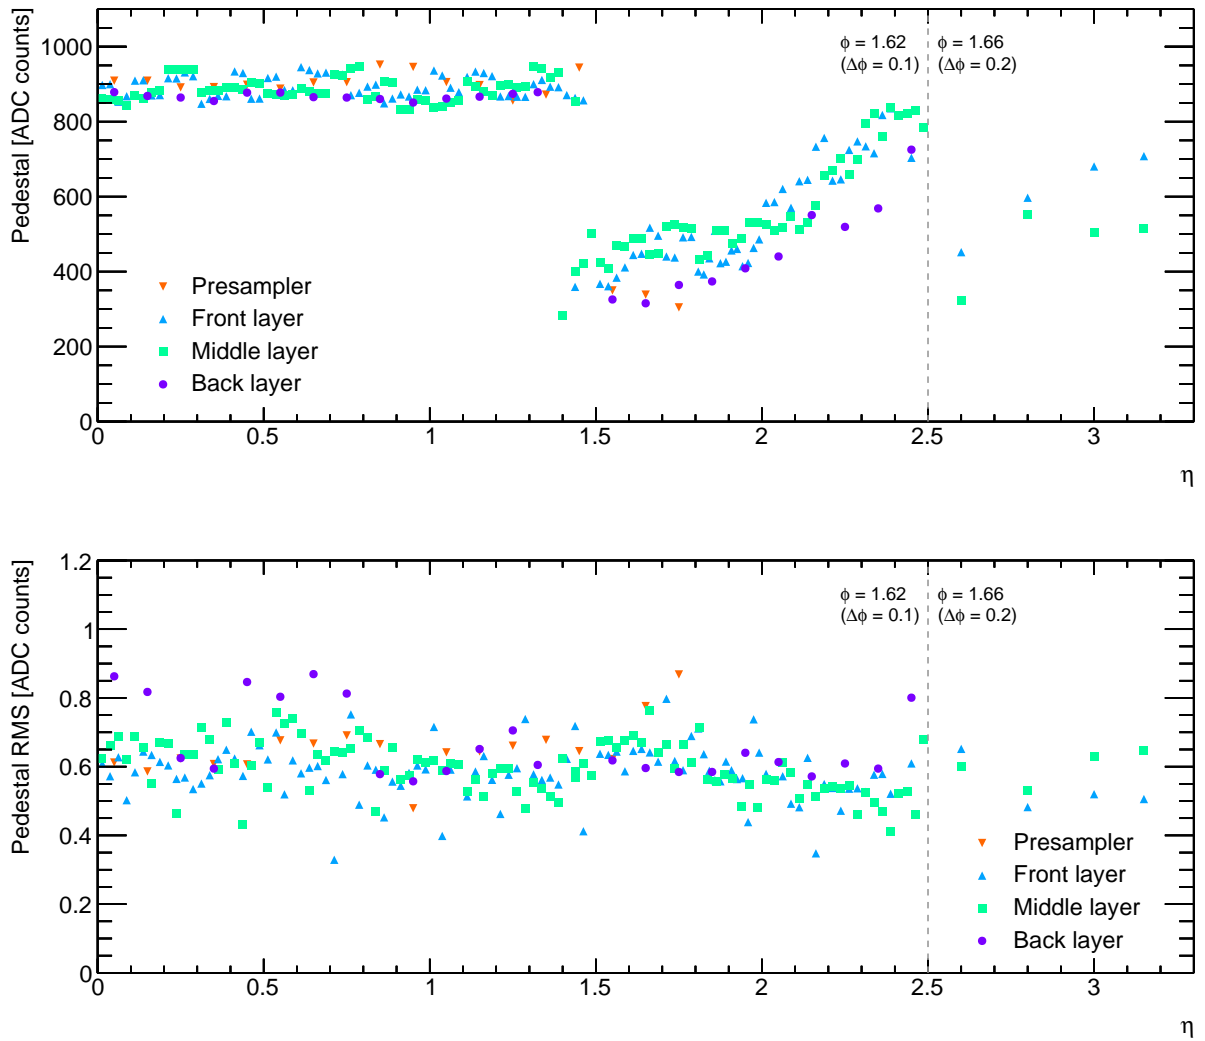 Pedestal [ADC counts]
1000
800
600
400
200
0
φ = 1.62
(Δφ = 0.1)
φ = 1.66
(Δφ = 0.2)
Presampler
Front layer
Middle layer
Back layer
0 0.5 1 1.5 2 2.5 3
η
Pedestal RMS [ADC counts]
1.2
1
0.8
0.6
0.4
0.2
0
φ = 1.62
(Δφ = 0.1)
φ = 1.66
(Δφ = 0.2)
Presampler
Front layer
Middle layer
Back layer
0 0.5 1 1.5 2 2.5 3
η